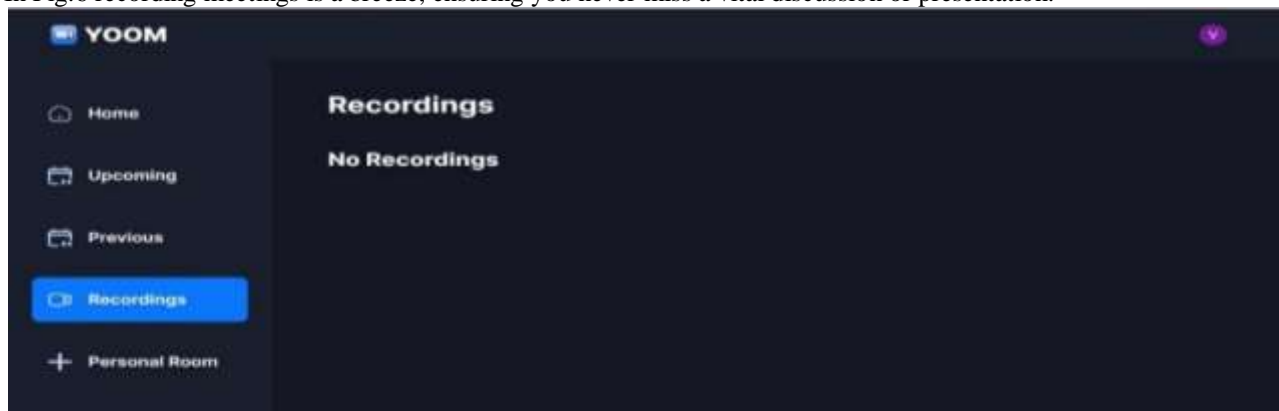 In Fig.6 recording meetings is a breeze, ensuring you never miss a vital discussion or presentation.
YOOM
V
Home
Recordings
No Recordings
Upcoming
Previous
Recordings
Personal Room